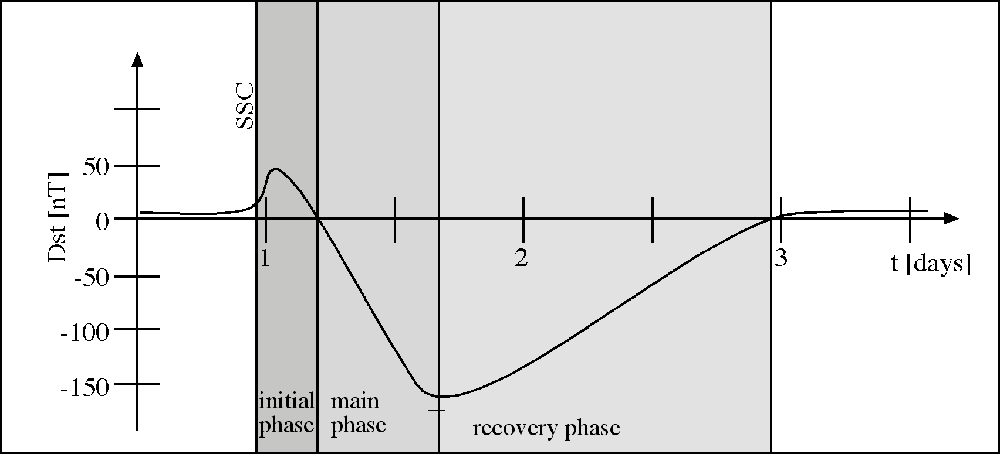 SSC
50
0
-50
-100
-150
Dst [nT]
1
2
3
t [days]
initial
phase
main
phase
recovery phase